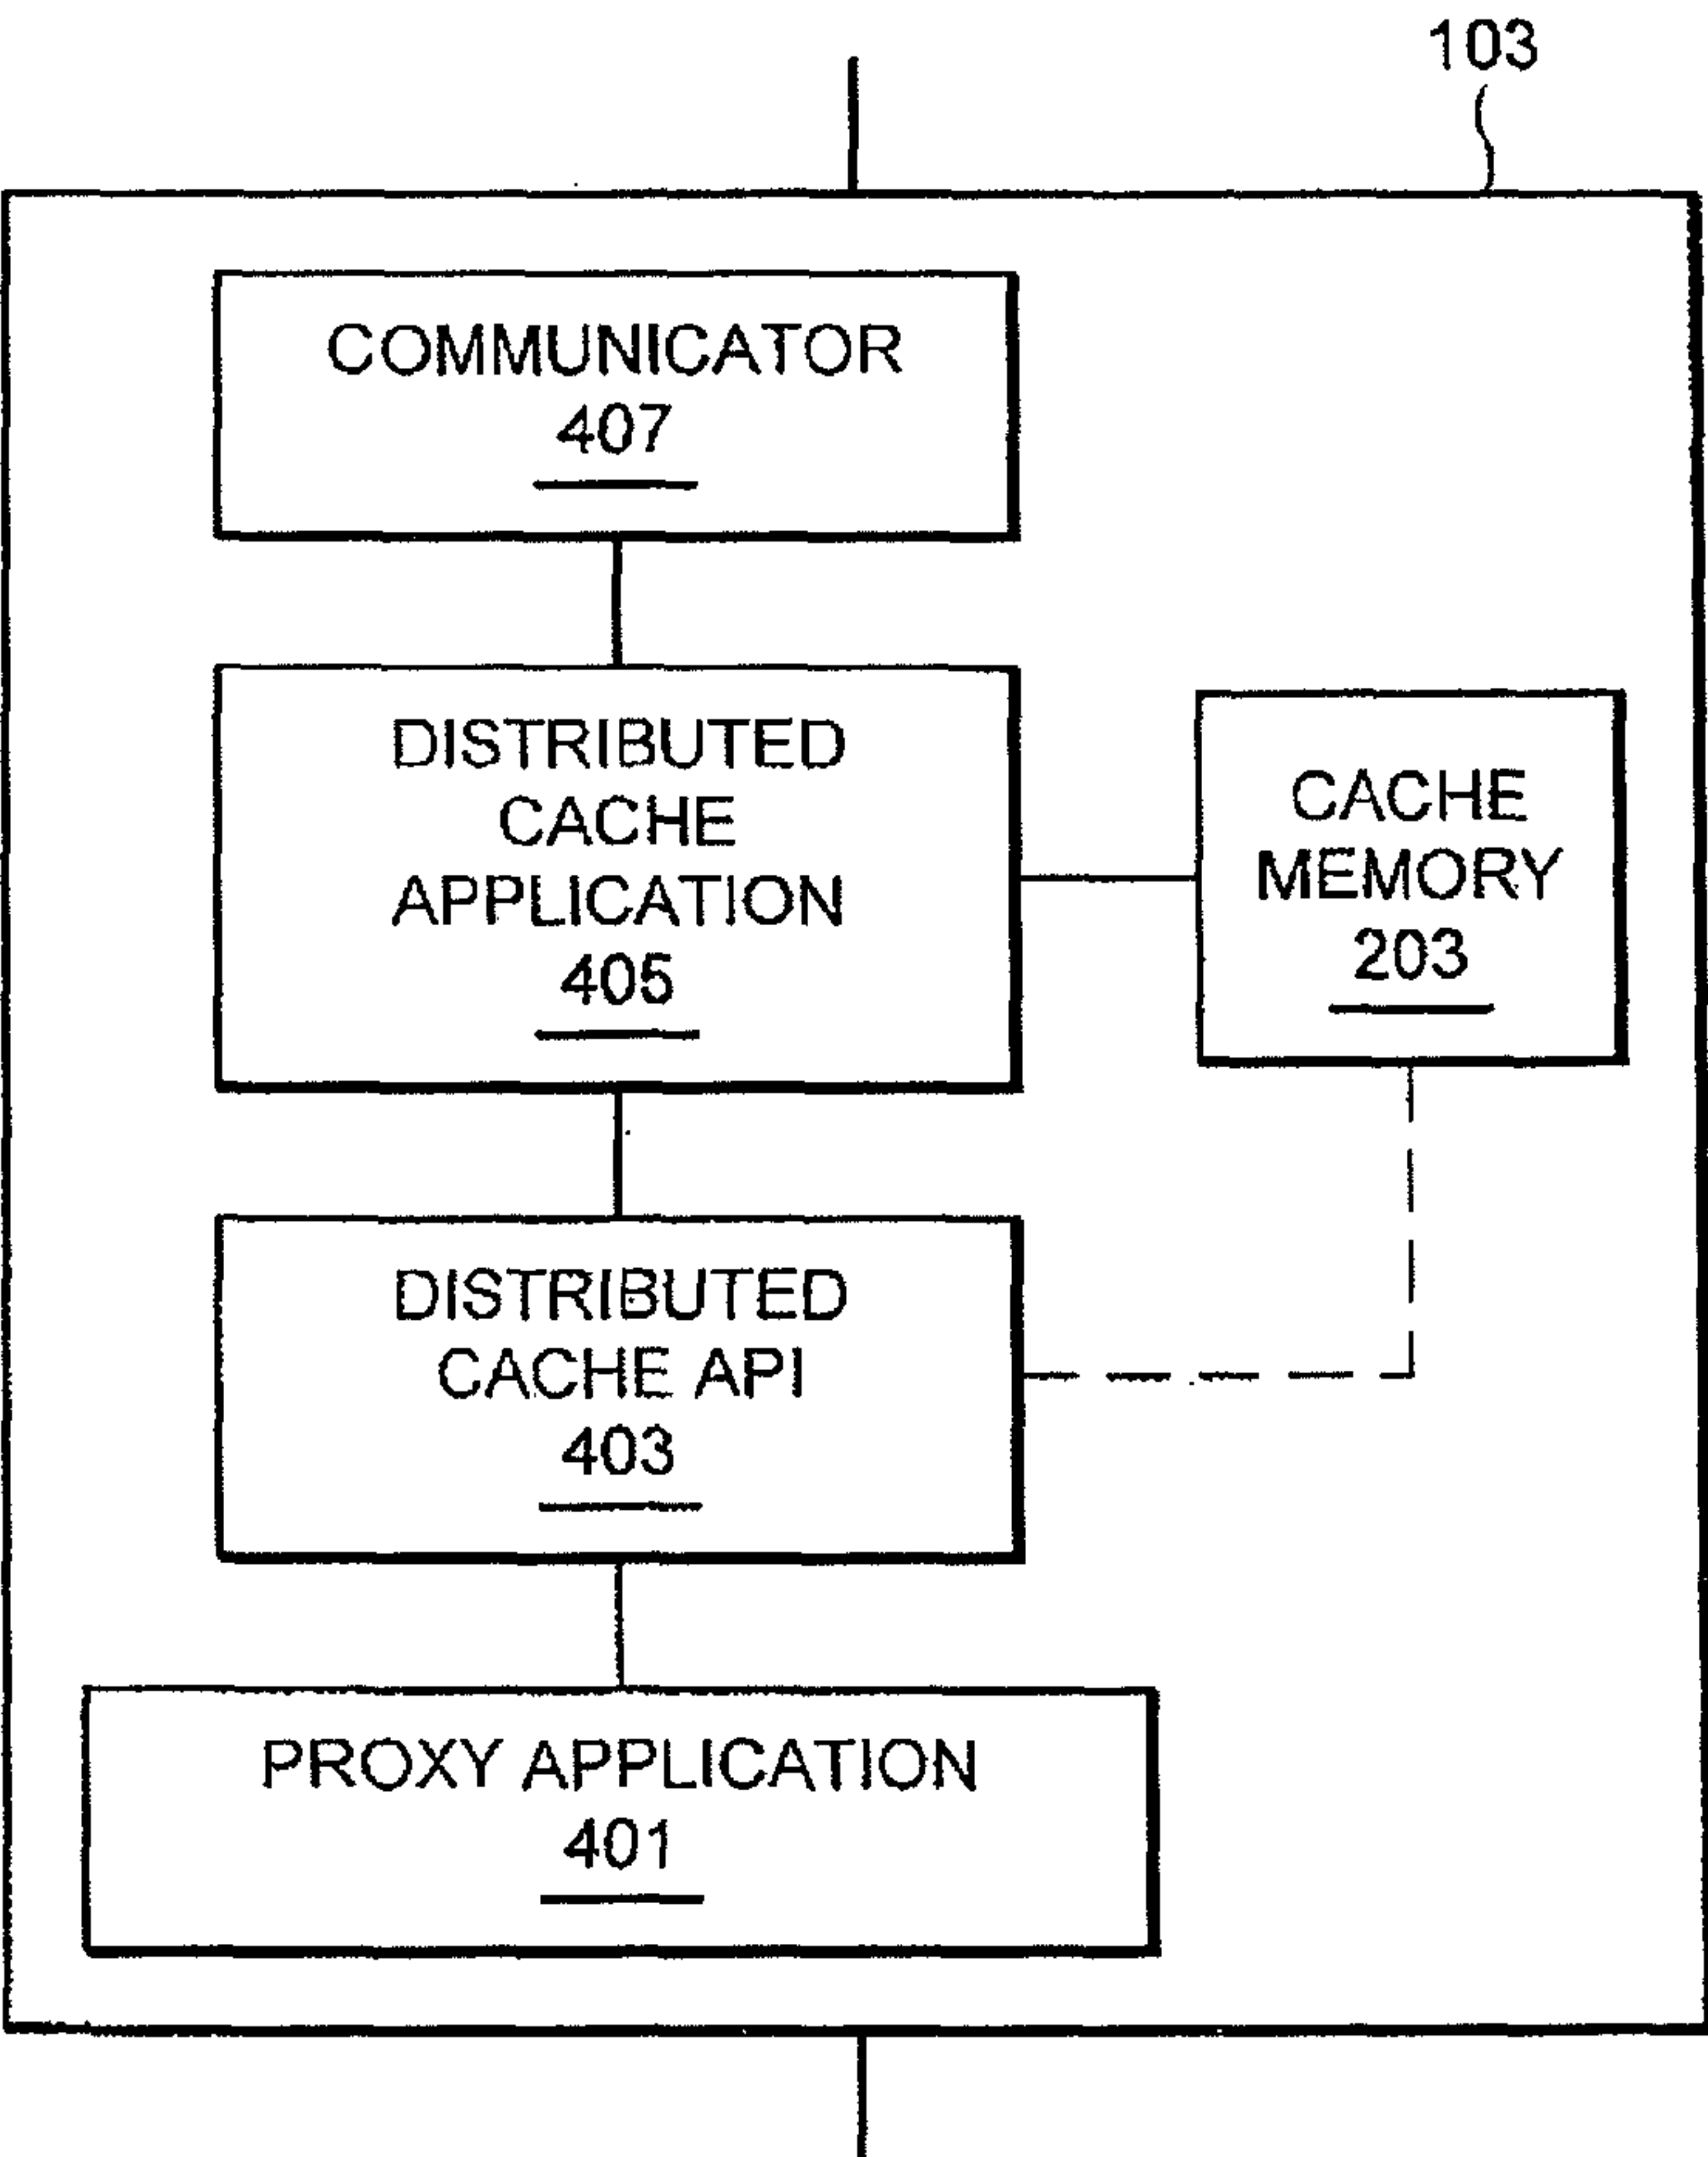 103
COMMUNICATOR
407
DISTRIBUTED
CACHE
APPLICATION
405
CACHE
MEMORY
203
DISTRIBUTED
CACHE API
403
PROXY APPLICATION
401